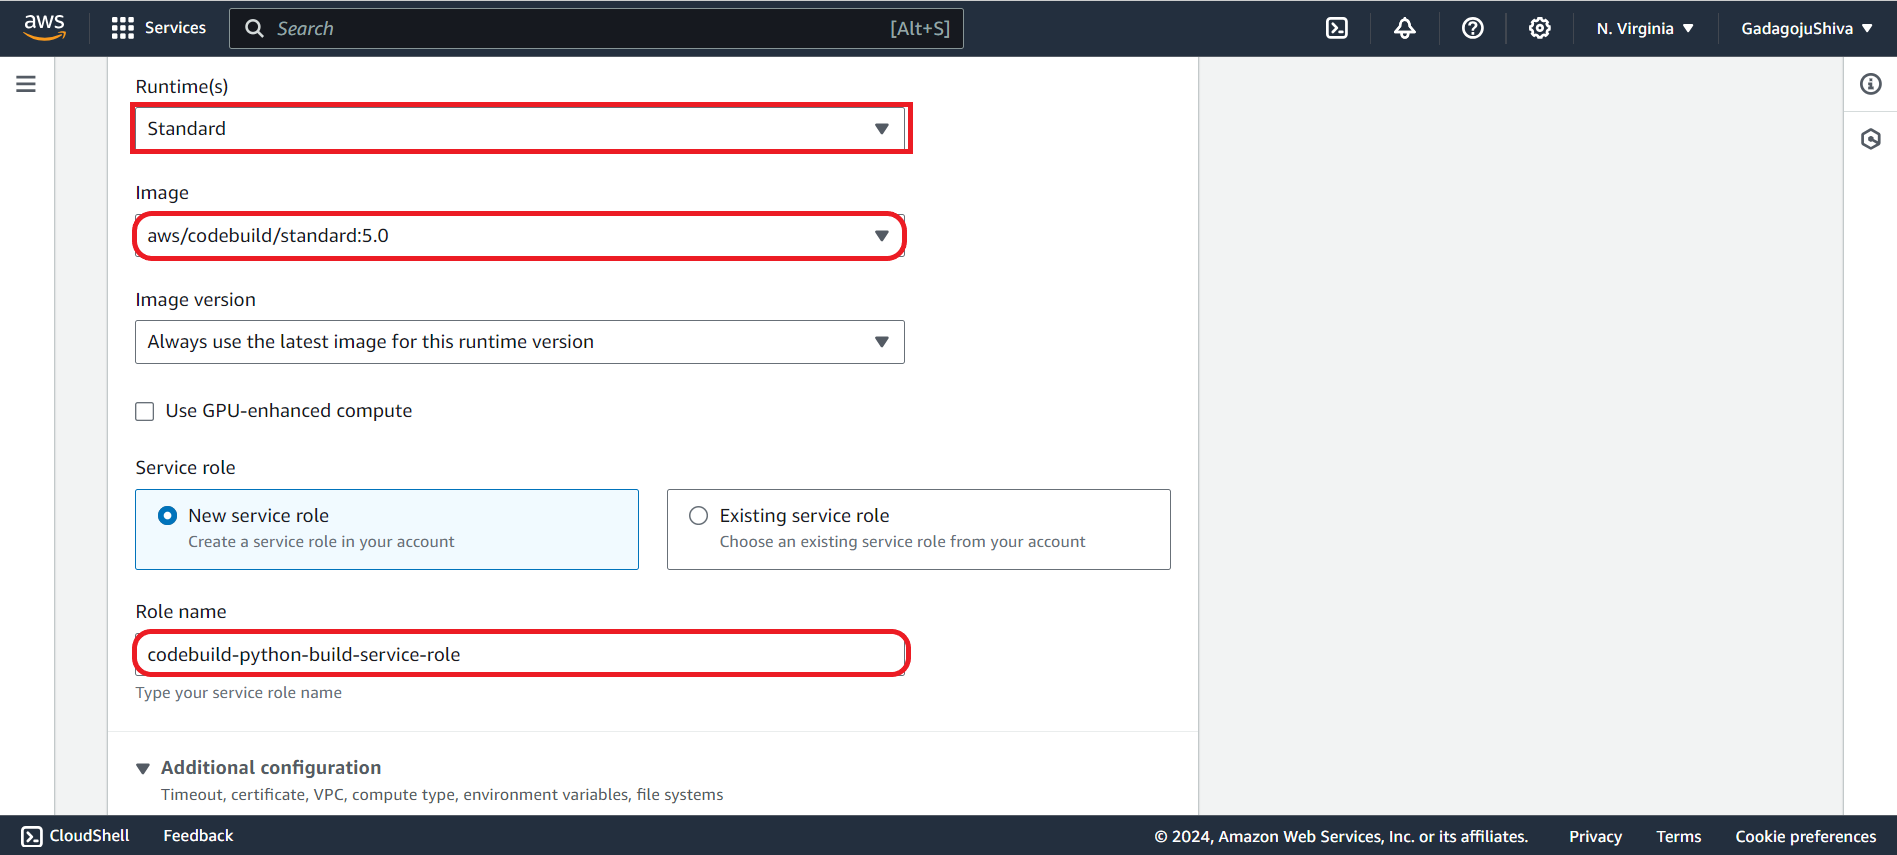 aws Services Search [Alt+S] N. Virginia GadagojuShiva
Runtime(s)
Standard
Image
aws/codebuild/standard:5.0
Image version
Always use the latest image for this runtime version
Use GPU-enhanced compute
Service role
New service role
Create a service role in your account
Existing service role
Choose an existing service role from your account
Role name
codebuild-python-build-service-role
Type your service role name
Additional configuration
Timeout, certificate, VPC, compute type, environment variables, file systems
CloudShell Feedback © 2024, Amazon Web Services, Inc. or its affiliates. Privacy Terms Cookie preferences